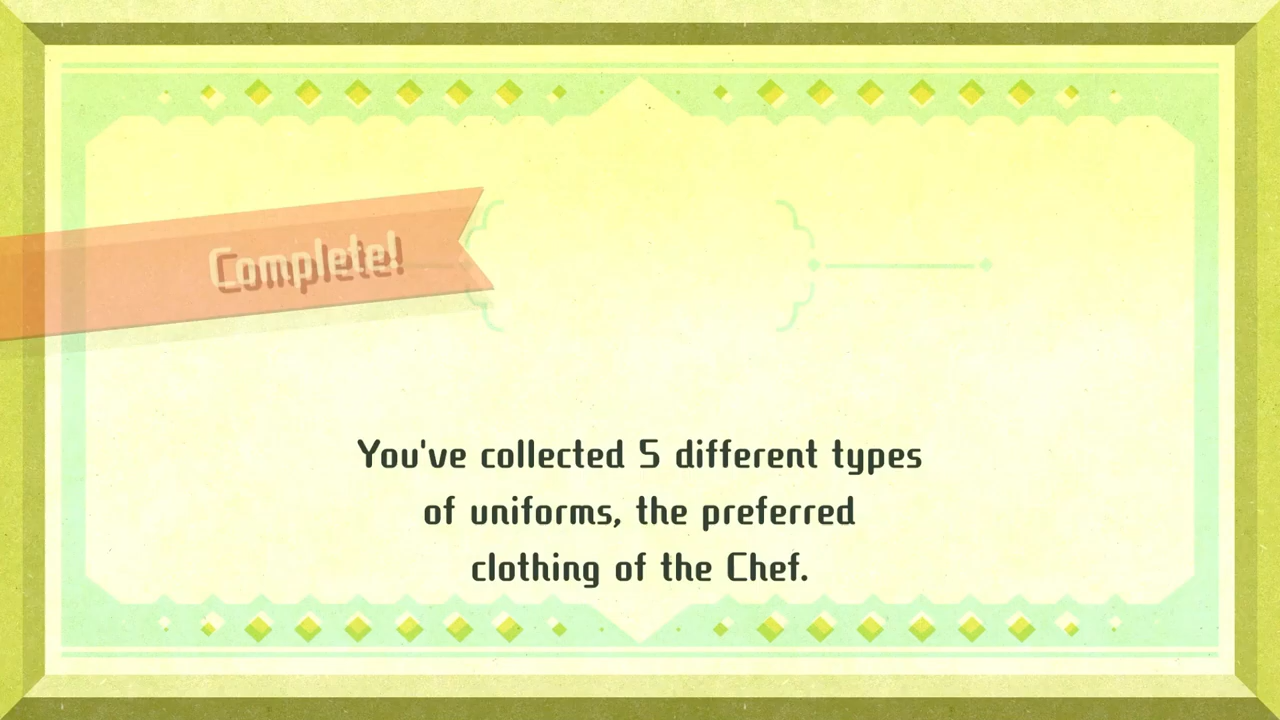 Complete!
You've collected 5 different types
of uniforms, the preferred
clothing of the Chef.